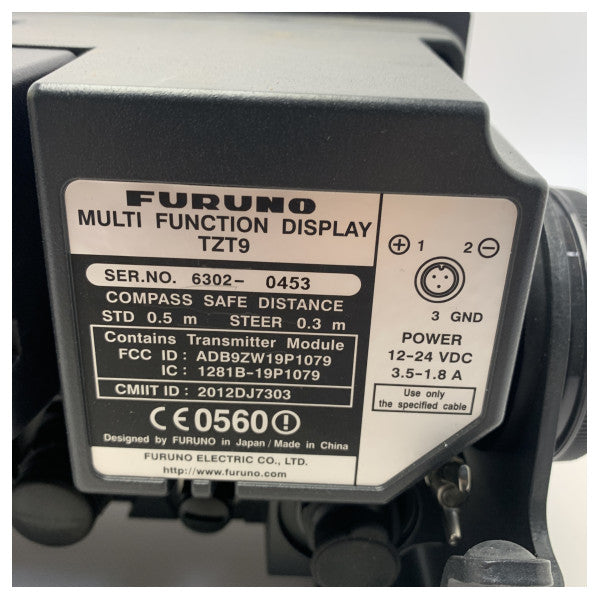 FURUNO
MULTI FUNCTION DISPLAY
TZT9
SER.NO. 6302- 0453
COMPASS SAFE DISTANCE
STD 0.5 m STEER 0.3 m
Contains Transmitter Module
FCC ID : ADB9ZW19P1079
IC : 1281B-19P1079
CMIIT ID : 2012DJ7303
CE0560!
Designed by FURUNO in Japan / Made in China
FURUNO ELECTRIC CO., LTD.
http://www.furuno.com
+ 1 2 -
3 GND
POWER
12-24 VDC
3.5-1.8 A
Use only
the specified cable